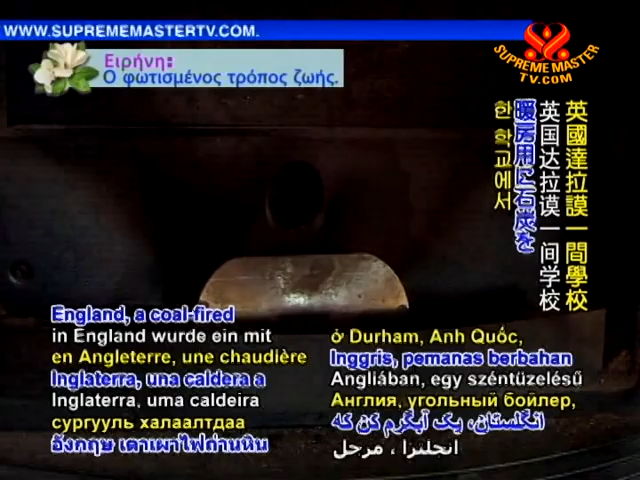 WWW.SUPREMEMASTERTV.COM.
SUPREME MASTER
TV.COM
Ειρήνη:
Ο φωτισμένος τρόπος ζωής.
英國達拉謨一間學校
英国达拉谟一间学校
暖房用に石炭を
한 학교에서
England, a coal-fired
in England wurde ein mit
en Angleterre, une chaudière
Inglaterra, una caldera a
Inglaterra, uma caldeira
сургууль халаалтдаа
อังกฤษ เตาเผาไฟถ่านหิน
ở Durham, Anh Quốc,
Inggris, pemanas berbahan
Angliában, egy széntüzelésű
Англия, угольный бойлер,
انگلستان، یک آبگرم کن که
انجلترا ، مرجل